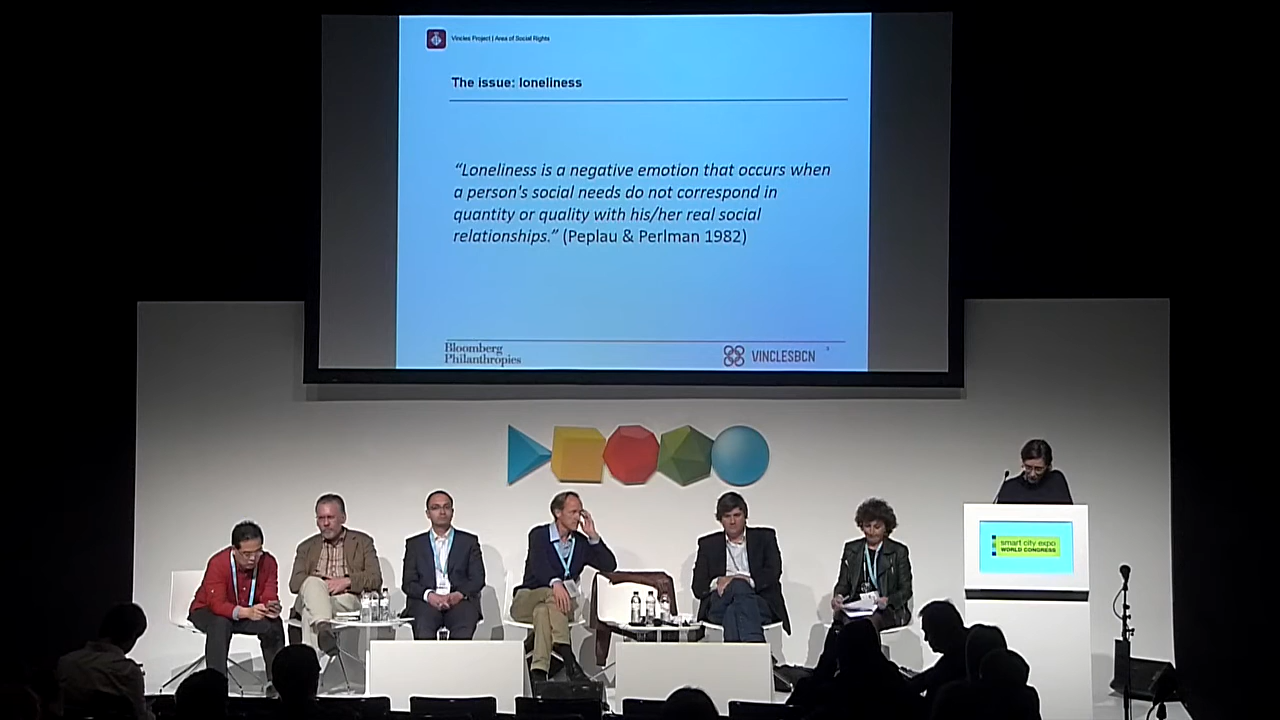 Vincles Project | Area of Social Rights
The issue: loneliness
“Loneliness is a negative emotion that occurs when
a person's social needs do not correspond in
quantity or quality with his/her real social
relationships.” (Peplau & Perlman 1982)
Bloomberg
Philanthropies
VINCLESBCN
smart city expo
WORLD CONGRESS